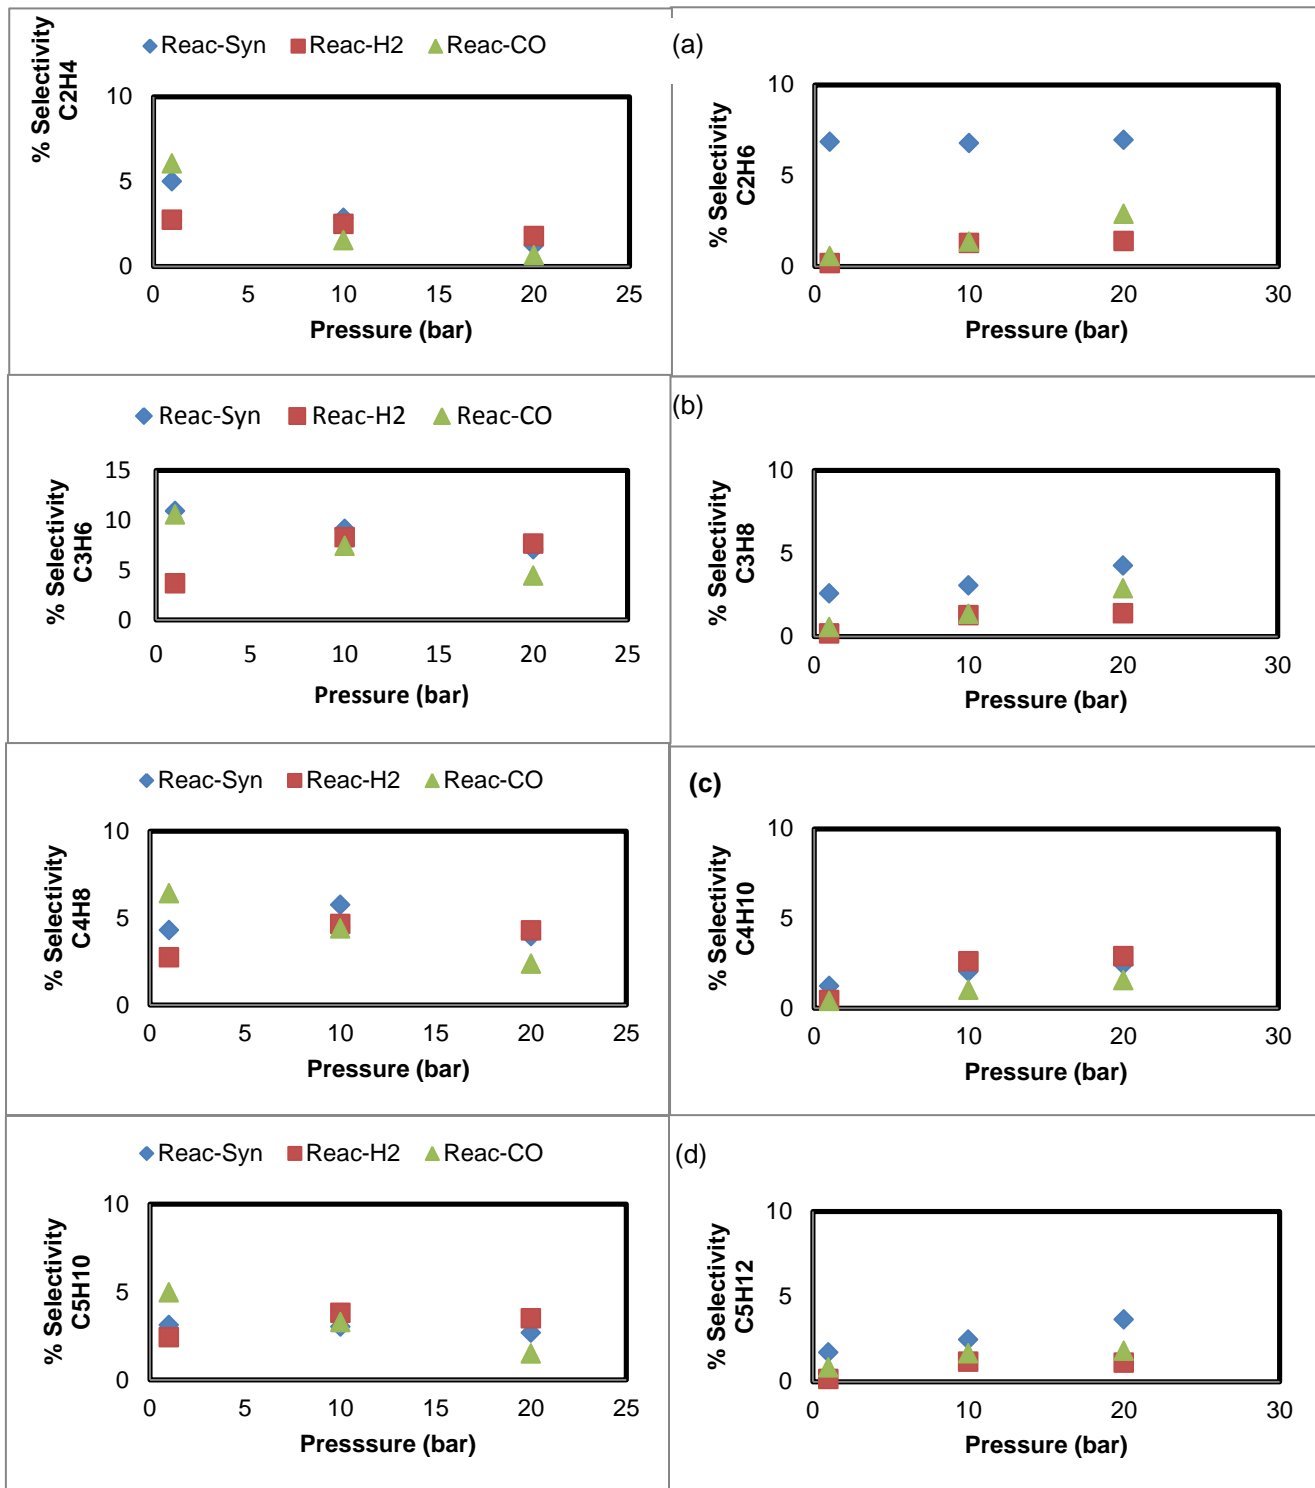 Reac-Syn Reac-H2 Reac-CO
(a)
% Selectivity
C2H4
10
5
0
0 5 10 15 20 25
Pressure (bar)
% Selectivity
C2H6
10
5
0
0 10 20 30
Pressure (bar)
Reac-Syn Reac-H2 Reac-CO
(b)
% Selectivity
C3H6
15
10
5
0
0 5 10 15 20 25
Pressure (bar)
% Selectivity
C3H8
10
5
0
0 10 20 30
Pressure (bar)
Reac-Syn Reac-H2 Reac-CO
(c)
% Selectivity
C4H8
10
5
0
0 5 10 15 20 25
Pressure (bar)
% Selectivity
C4H10
10
5
0
0 10 20 30
Pressure (bar)
Reac-Syn Reac-H2 Reac-CO
(d)
% Selectivity
C5H10
10
5
0
0 5 10 15 20 25
Presssure (bar)
% Selectivity
C5H12
10
5
0
0 10 20 30
Pressure (bar)